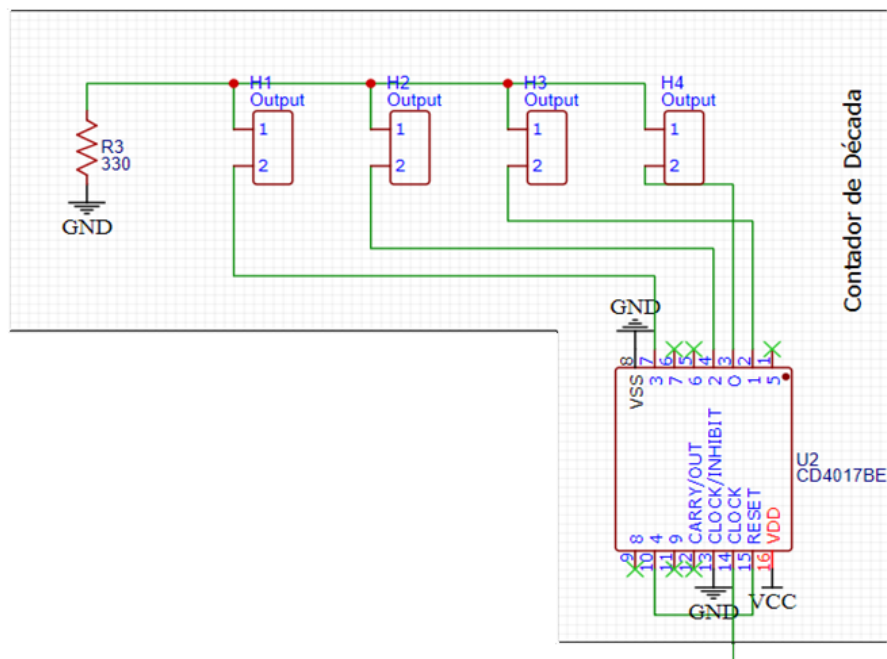 H1
Output
1
2
H2
Output
1
2
H3
Output
1
2
H4
Output
1
2
R3
330
GND
Contador de Década
GND
8 7 6 5 4 3 2 1
VSS 3 7 6 2 0 1 5
U2
CD4017BE
8 4 9 CARRY/OUT CLOCK/INHIBIT CLOCK RESET VDD
9 10 11 12 13 14 15 16
GND
VCC